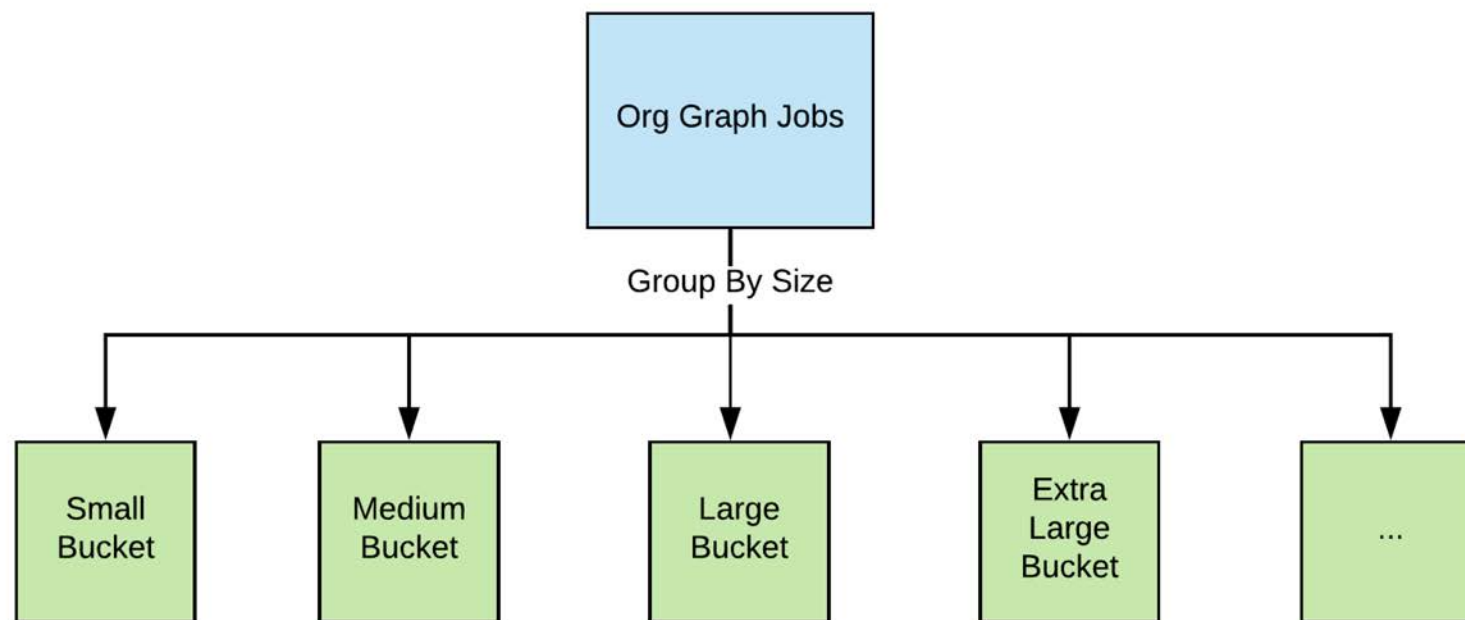 Org Graph Jobs
Group By Size
Small
Bucket
Medium
Bucket
Large
Bucket
Extra
Large
Bucket
...